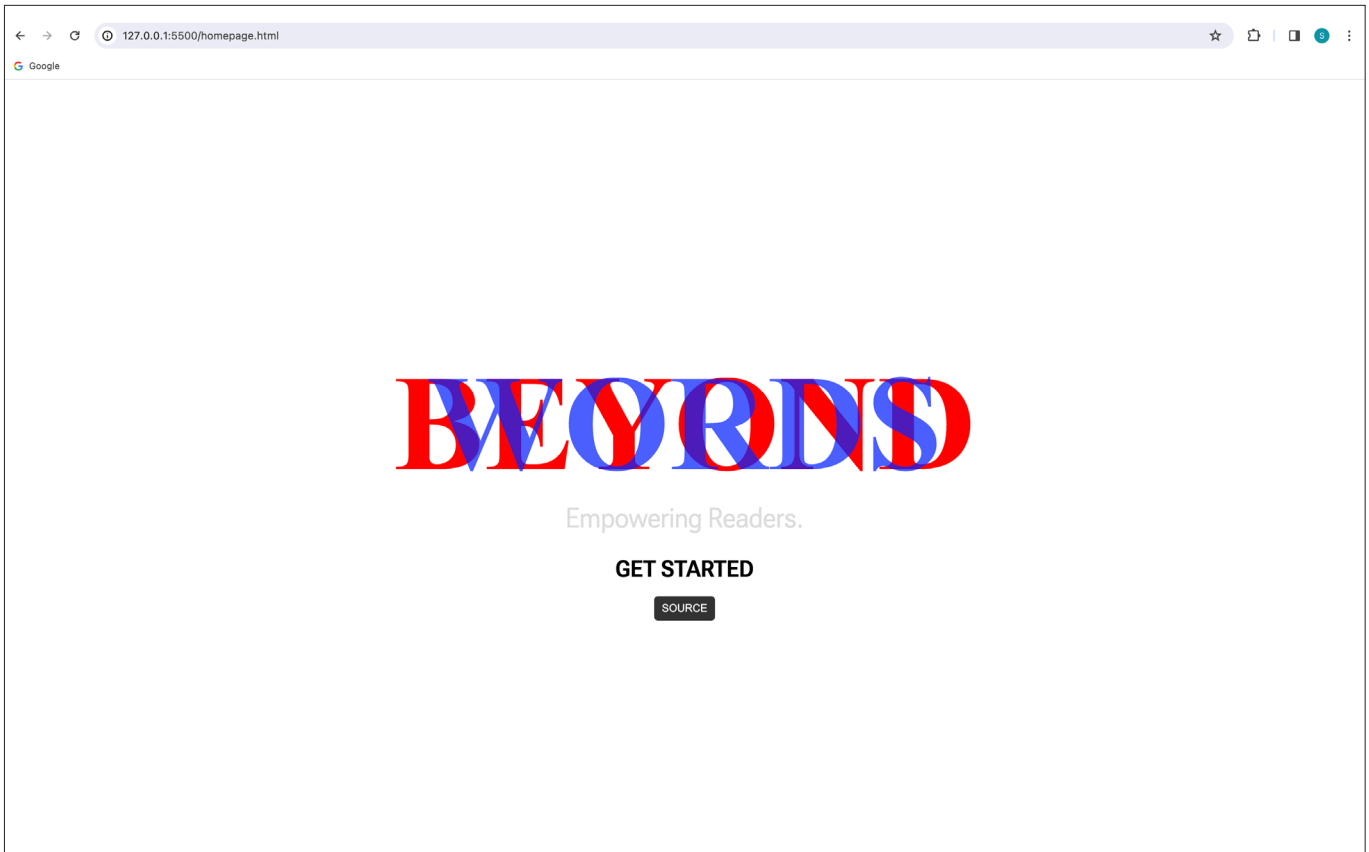 127.0.0.1:5500/homepage.html
S
Google
BEYOND
WORDS
Empowering Readers.
GET STARTED
SOURCE